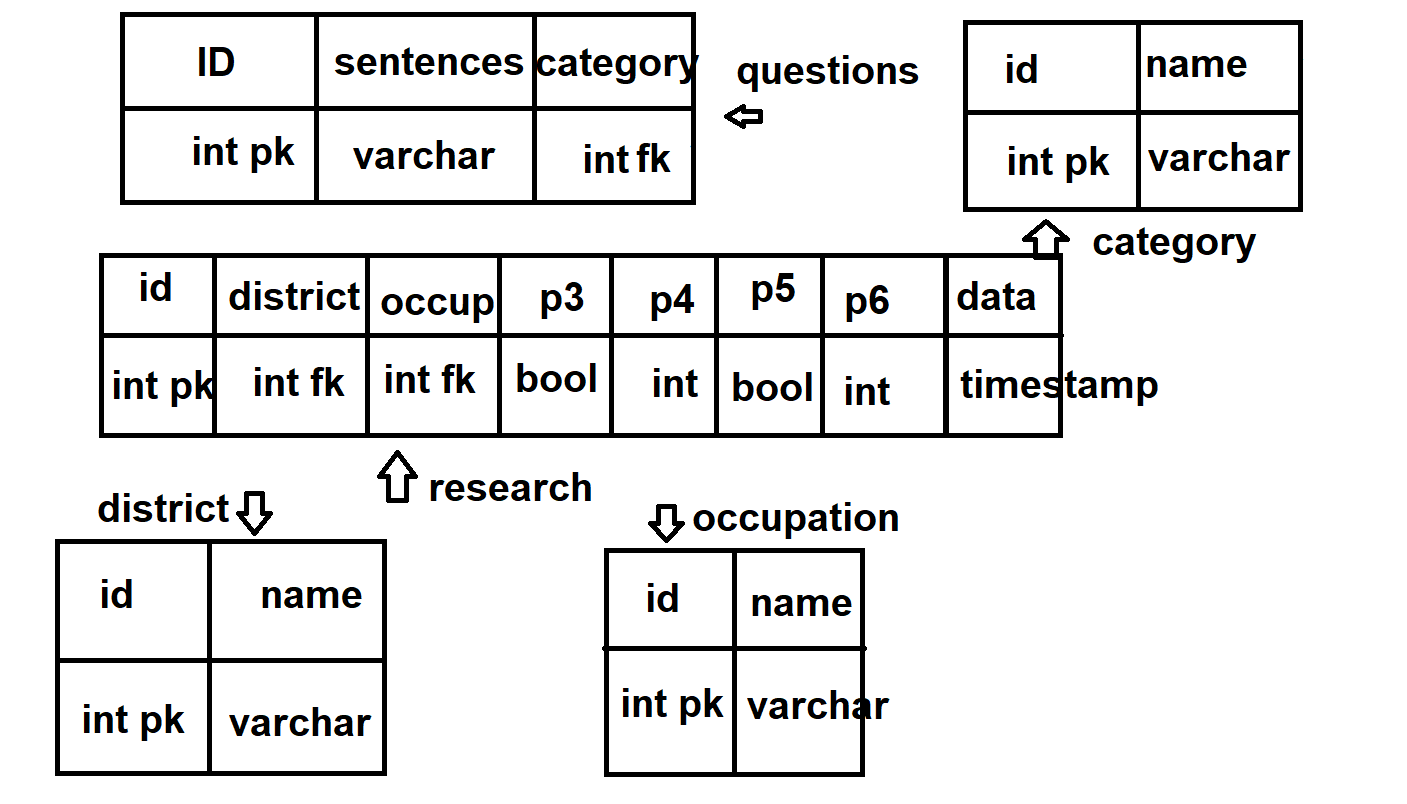 ID sentences category
int pk varchar int fk
questions
id name
int pk varchar
category
id district occup p3 p4 p5 p6 data
int pk int fk int fk bool int bool int timestamp
research
district
id name
int pk varchar
occupation
id name
int pk varchar